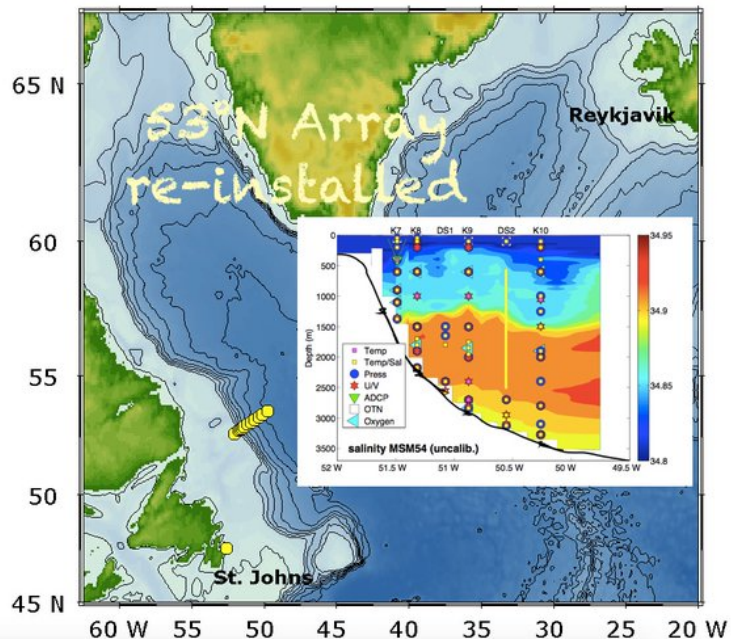 65 N
60
55
50
45 N
60 W 55 50 45 40 35 30 25 20 W
53°N Array
re-installed
Reykjavik
St. Johns
K7 K8 DS1 K9 DS2 K10
0
500
1000
1500
2000
2500
3000
3500
Depth (m)
Temp
Temp/Sal
Press
U/V
ADCP
OTN
Oxygen
salinity MSM54 (uncalib.)
52 W 51.5 W 51 W 50.5 W 50 W 49.5 W
34.95
34.9
34.85
34.8